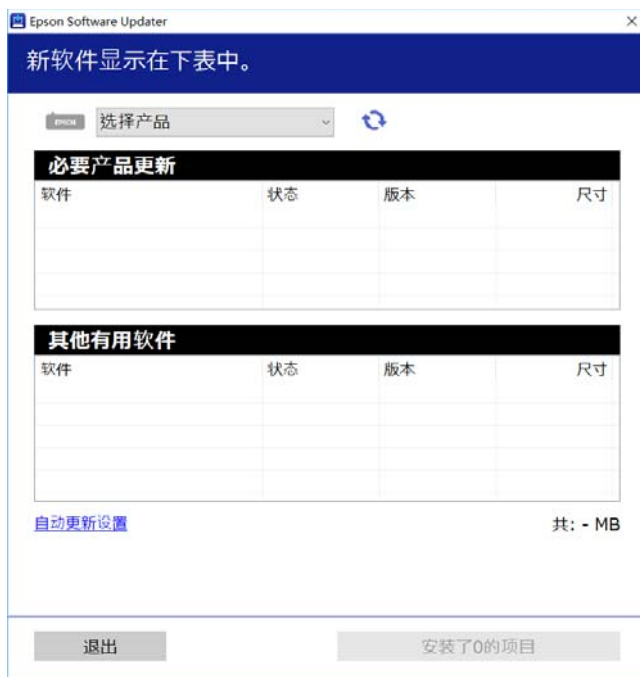 Epson Software Updater
新软件显示在下表中。
EPSON 选择产品
必要产品更新
软件 状态 版本 尺寸
其他有用软件
软件 状态 版本 尺寸
自动更新设置 共: - MB
退出 安装了0的项目